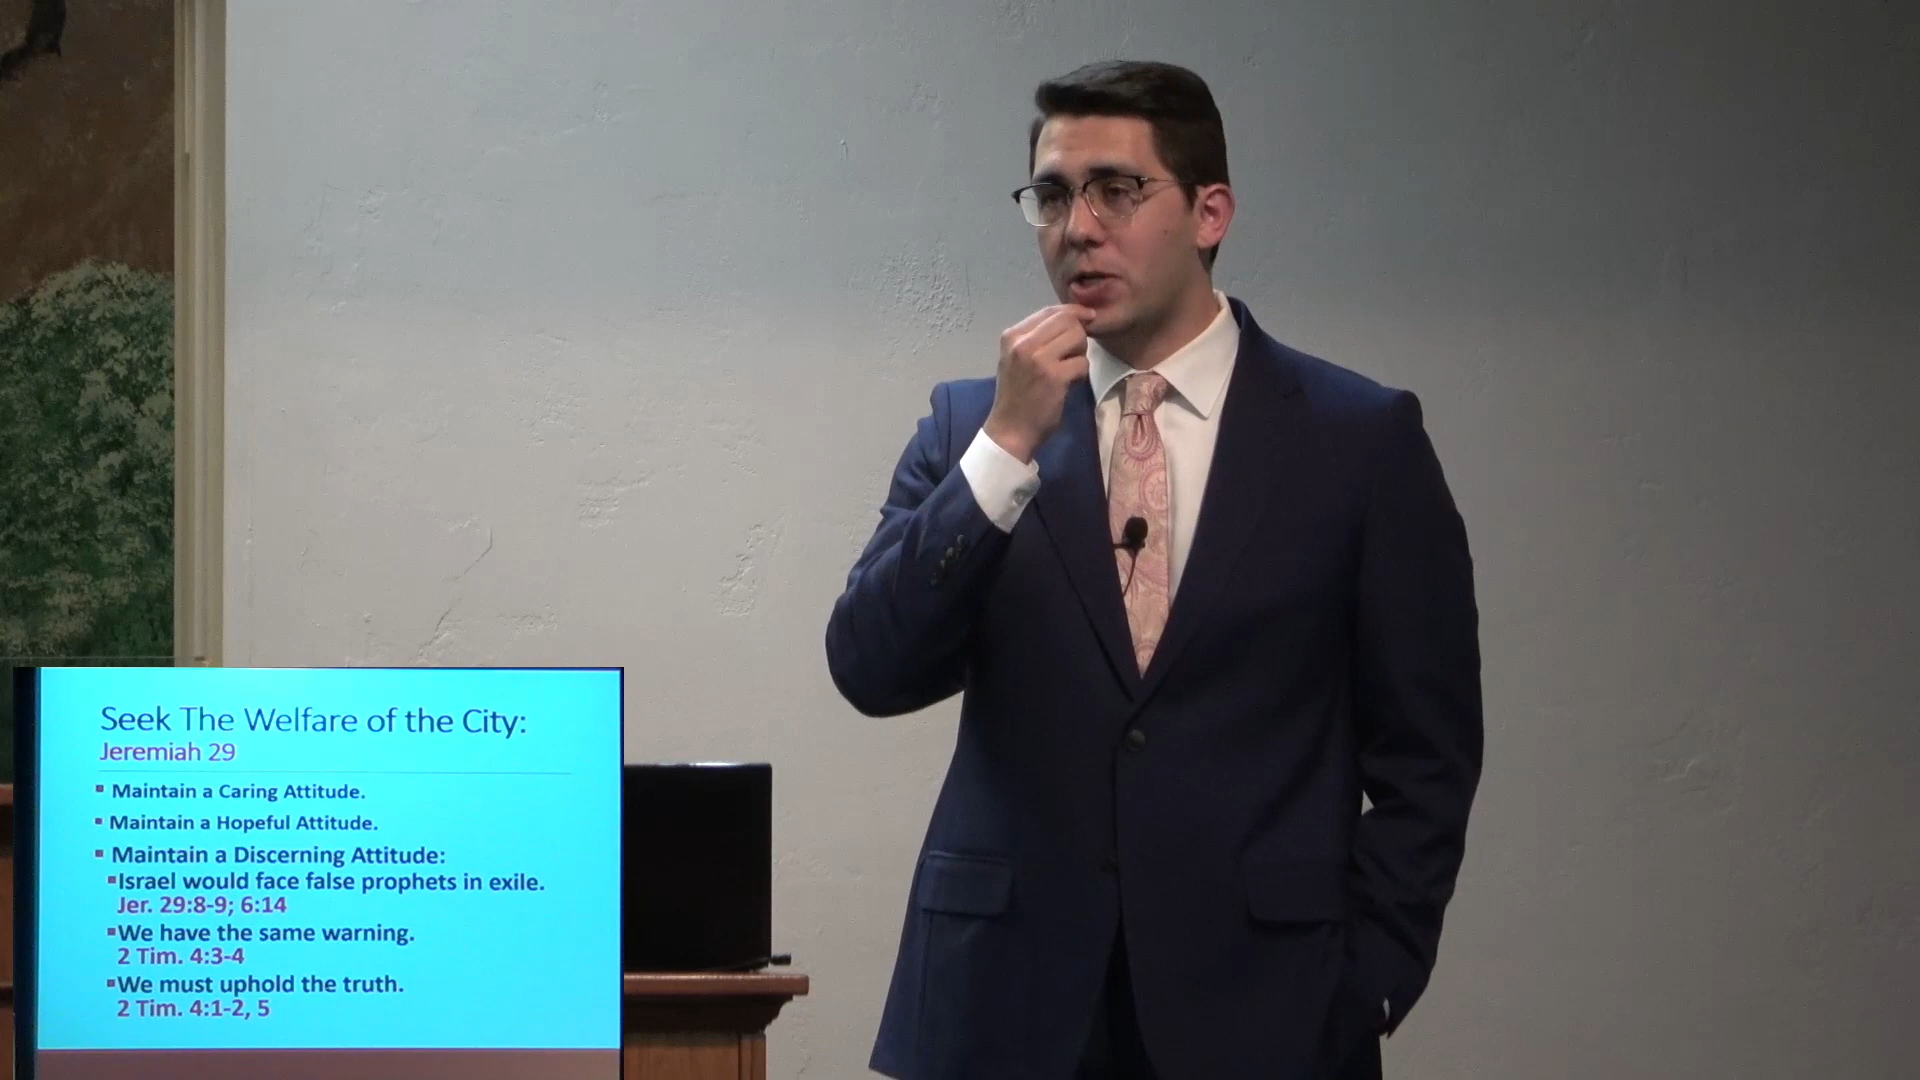 Seek The Welfare of the City:
Jeremiah 29
Maintain a Caring Attitude.
Maintain a Hopeful Attitude.
Maintain a Discerning Attitude:
Israel would face false prophets in exile.
Jer. 29:8-9; 6:14
We have the same warning.
2 Tim. 4:3-4
We must uphold the truth.
2 Tim. 4:1-2, 5